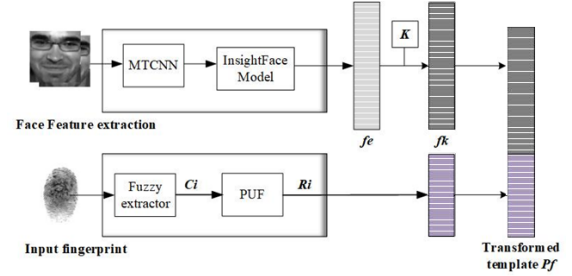 K
MTCNN
InsightFace
Model
Face Feature extraction
fe
fk
Fuzzy
extractor
Ci
PUF
Ri
Input fingerprint
Transformed
template Pf